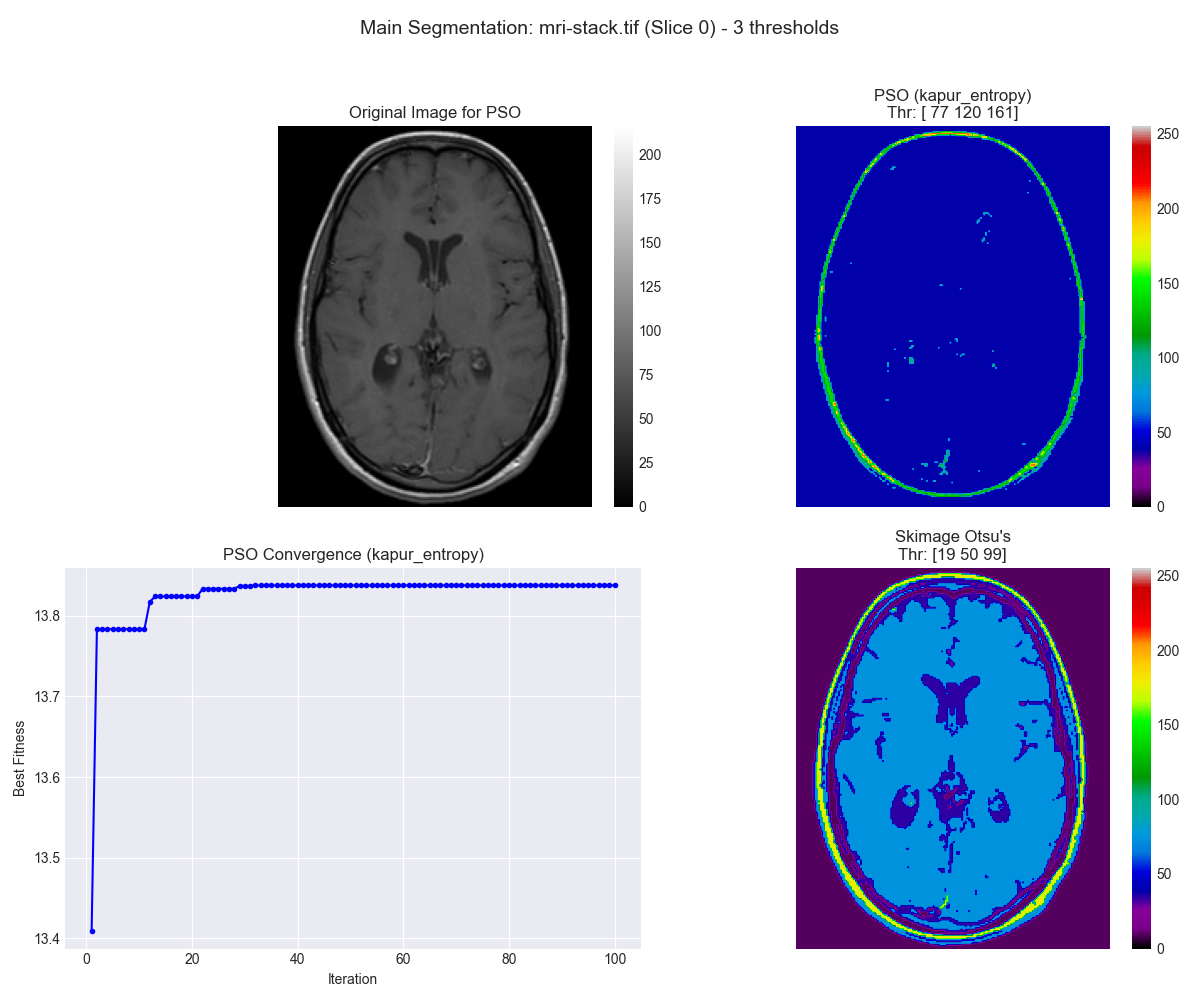 Main Segmentation: mri-stack.tif (Slice 0) - 3 thresholds
Original Image for PSO
200
175
150
125
100
75
50
25
0
PSO (kapur_entropy)
Thr: [ 77 120 161]
250
200
150
100
50
0
PSO Convergence (kapur_entropy)
Best Fitness
13.8
13.7
13.6
13.5
13.4
0 20 40 60 80 100
Iteration
Skimage Otsu's
Thr: [19 50 99]
250
200
150
100
50
0